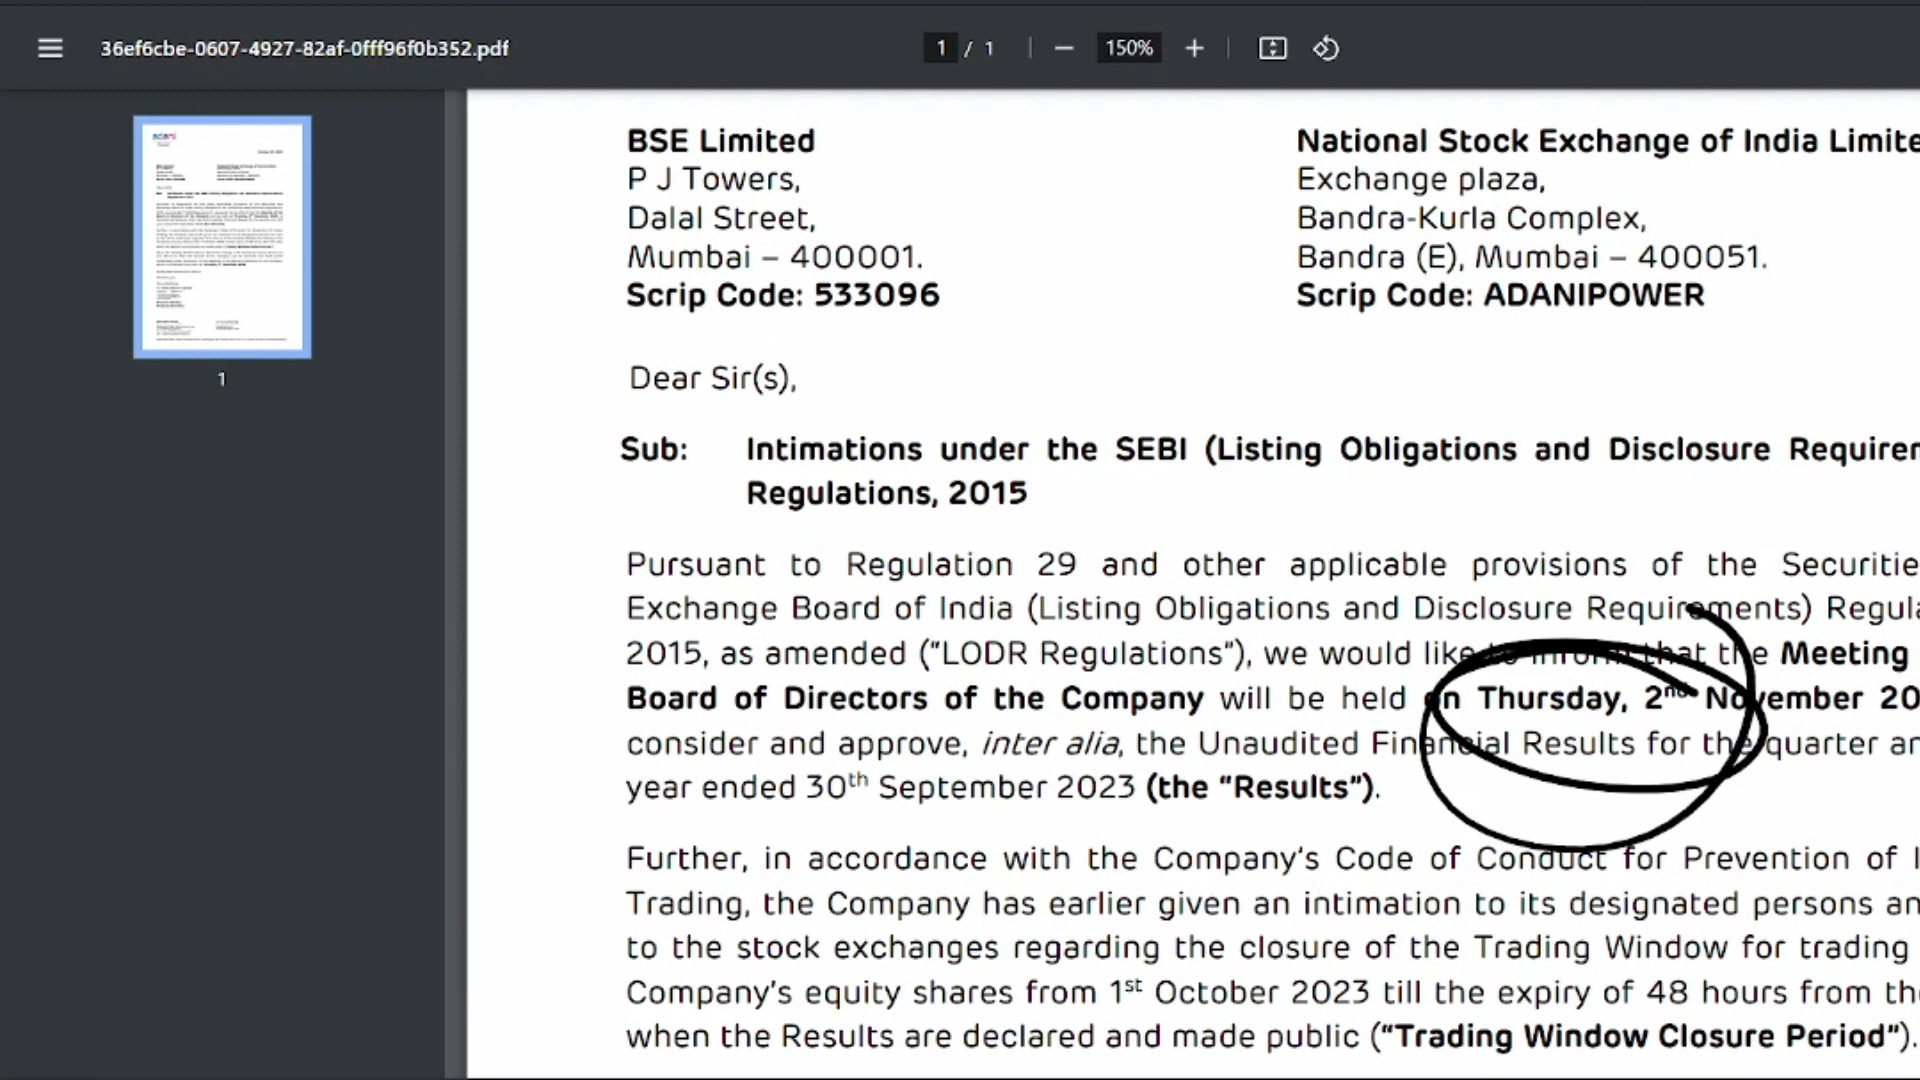 36ef6cbe-0607-4927-82af-0fff96f0b352.pdf
1 / 1
150%
1
BSE Limited
P J Towers,
Dalal Street,
Mumbai – 400001.
Scrip Code: 533096
National Stock Exchange of India Limite
Exchange plaza,
Bandra-Kurla Complex,
Bandra (E), Mumbai – 400051.
Scrip Code: ADANIPOWER
Dear Sir(s),
Sub: Intimations under the SEBI (Listing Obligations and Disclosure Requirem
Regulations, 2015
Pursuant to Regulation 29 and other applicable provisions of the Securitie
Exchange Board of India (Listing Obligations and Disclosure Requirements) Regula
2015, as amended (“LODR Regulations”), we would like to inform that the Meeting
Board of Directors of the Company will be held on Thursday, 2nd November 20
consider and approve, inter alia, the Unaudited Financial Results for the quarter an
year ended 30th September 2023 (the “Results”).
Further, in accordance with the Company’s Code of Conduct for Prevention of I
Trading, the Company has earlier given an intimation to its designated persons an
to the stock exchanges regarding the closure of the Trading Window for trading
Company’s equity shares from 1st October 2023 till the expiry of 48 hours from the
when the Results are declared and made public (“Trading Window Closure Period”).